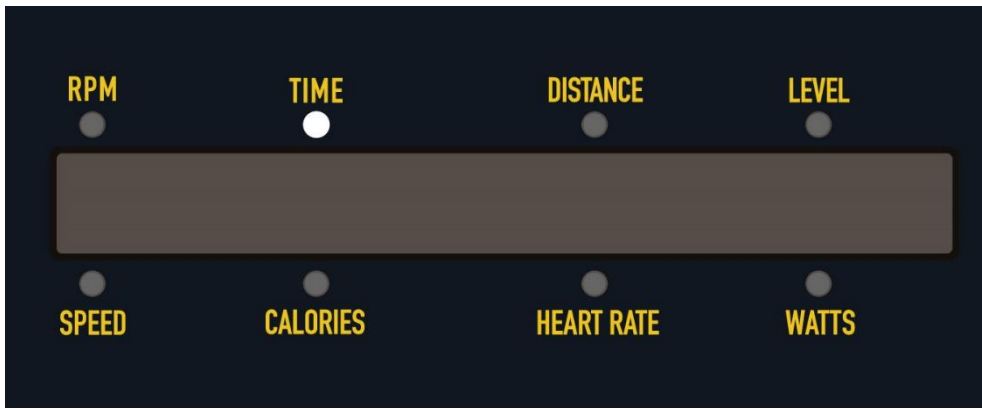 RPM TIME DISTANCE LEVEL
SPEED CALORIES HEART RATE WATTS